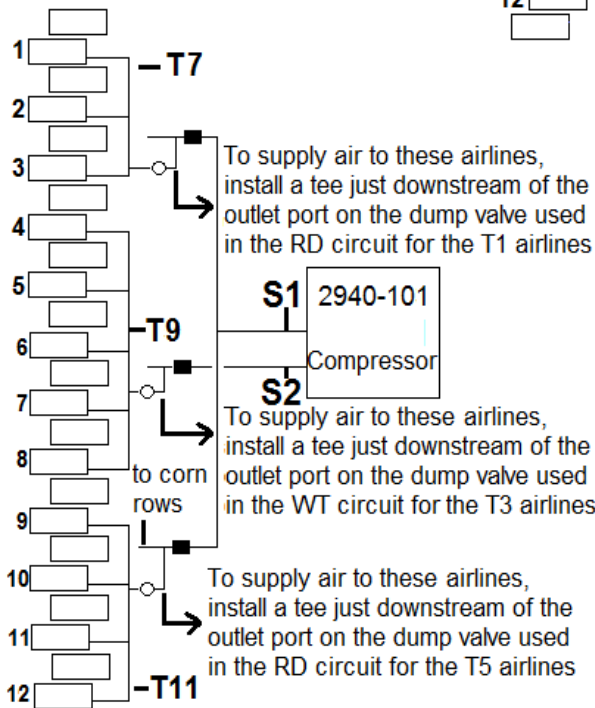 12
1
T7
2
To supply air to these airlines,
install a tee just downstream of the
outlet port on the dump valve used
in the RD circuit for the T1 airlines
3
4
5
S1
2940-101
T9
6
Compressor
S2
7
To supply air to these airlines,
install a tee just downstream of the
outlet port on the dump valve used
in the WT circuit for the T3 airlines
8
to corn
rows
9
10
To supply air to these airlines,
install a tee just downstream of the
outlet port on the dump valve used
in the RD circuit for the T5 airlines
11
12
T11